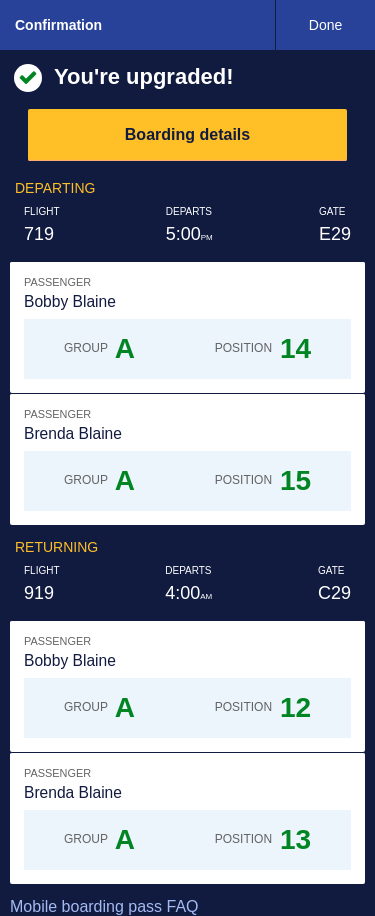 Confirmation Done
You're upgraded!
Boarding details
DEPARTING
FLIGHT DEPARTS GATE
719 5:00PM E29
PASSENGER
Bobby Blaine
GROUP A POSITION 14
PASSENGER
Brenda Blaine
GROUP A POSITION 15
RETURNING
FLIGHT DEPARTS GATE
919 4:00AM C29
PASSENGER
Bobby Blaine
GROUP A POSITION 12
PASSENGER
Brenda Blaine
GROUP A POSITION 13
Mobile boarding pass FAQ